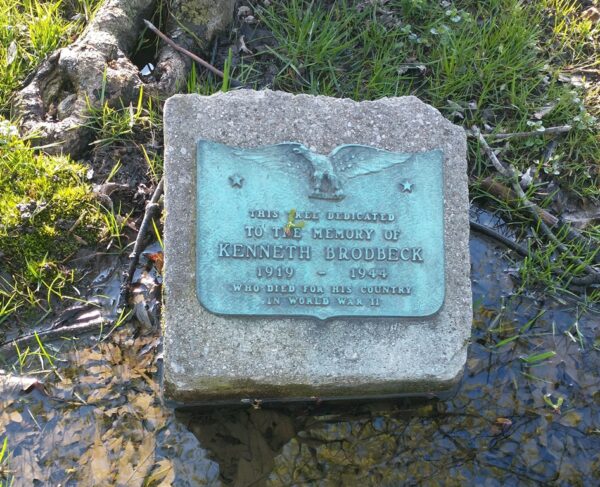 THIS TREE DEDICATED
TO THE MEMORY OF
KENNETH BRODBECK
1919 - 1944
WHO DIED FOR HIS COUNTRY
IN WORLD WAR II